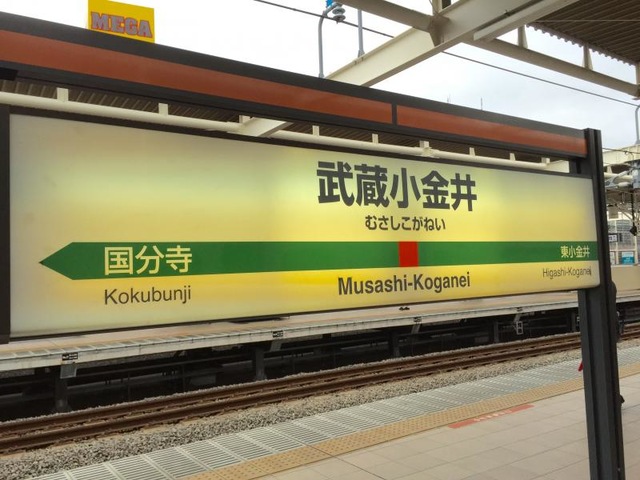 MEGA
武蔵小金井
むさしこがねい
国分寺
東小金井
Kokubunji
Musashi-Koganei
Higashi-Koganei